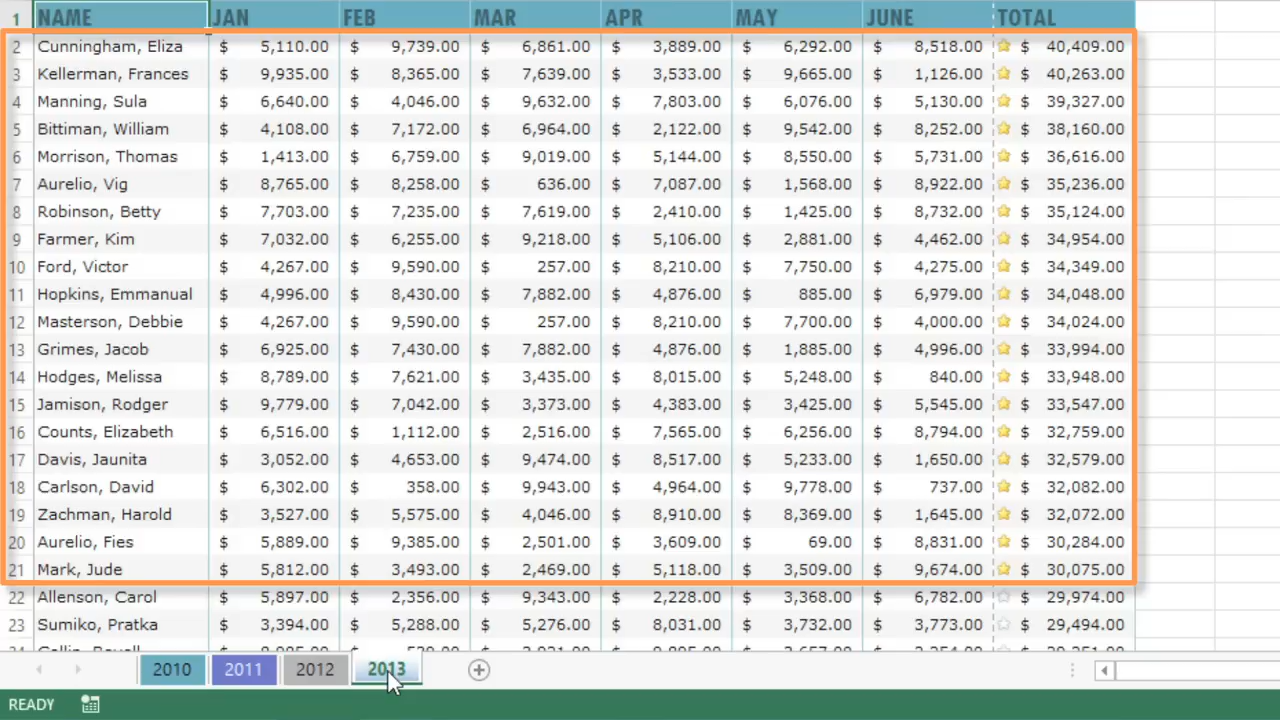 1 NAME JAN FEB MAR APR MAY JUNE TOTAL
2 Cunningham, Eliza $ 5,110.00 $ 9,739.00 $ 6,861.00 $ 3,889.00 $ 6,292.00 $ 8,518.00 $ 40,409.00
3 Kellerman, Frances $ 9,935.00 $ 8,365.00 $ 7,639.00 $ 3,533.00 $ 9,665.00 $ 1,126.00 $ 40,263.00
4 Manning, Sula $ 6,640.00 $ 4,046.00 $ 9,632.00 $ 7,803.00 $ 6,076.00 $ 5,130.00 $ 39,327.00
5 Bittiman, William $ 4,108.00 $ 7,172.00 $ 6,964.00 $ 2,122.00 $ 9,542.00 $ 8,252.00 $ 38,160.00
6 Morrison, Thomas $ 1,413.00 $ 6,759.00 $ 9,019.00 $ 5,144.00 $ 8,550.00 $ 5,731.00 $ 36,616.00
7 Aurelio, Vig $ 8,765.00 $ 8,258.00 $ 636.00 $ 7,087.00 $ 1,568.00 $ 8,922.00 $ 35,236.00
8 Robinson, Betty $ 7,703.00 $ 7,235.00 $ 7,619.00 $ 2,410.00 $ 1,425.00 $ 8,732.00 $ 35,124.00
9 Farmer, Kim $ 7,032.00 $ 6,255.00 $ 9,218.00 $ 5,106.00 $ 2,881.00 $ 4,462.00 $ 34,954.00
10 Ford, Victor $ 4,267.00 $ 9,590.00 $ 257.00 $ 8,210.00 $ 7,750.00 $ 4,275.00 $ 34,349.00
11 Hopkins, Emmanual $ 4,996.00 $ 8,430.00 $ 7,882.00 $ 4,876.00 $ 885.00 $ 6,979.00 $ 34,048.00
12 Masterson, Debbie $ 4,267.00 $ 9,590.00 $ 257.00 $ 8,210.00 $ 7,700.00 $ 4,000.00 $ 34,024.00
13 Grimes, Jacob $ 6,925.00 $ 7,430.00 $ 7,882.00 $ 4,876.00 $ 1,885.00 $ 4,996.00 $ 33,994.00
14 Hodges, Melissa $ 8,789.00 $ 7,621.00 $ 3,435.00 $ 8,015.00 $ 5,248.00 $ 840.00 $ 33,948.00
15 Jamison, Rodger $ 9,779.00 $ 7,042.00 $ 3,373.00 $ 4,383.00 $ 3,425.00 $ 5,545.00 $ 33,547.00
16 Counts, Elizabeth $ 6,516.00 $ 1,112.00 $ 2,516.00 $ 7,565.00 $ 6,256.00 $ 8,794.00 $ 32,759.00
17 Davis, Jaunita $ 3,052.00 $ 4,653.00 $ 9,474.00 $ 8,517.00 $ 5,233.00 $ 1,650.00 $ 32,579.00
18 Carlson, David $ 6,302.00 $ 358.00 $ 9,943.00 $ 4,964.00 $ 9,778.00 $ 737.00 $ 32,082.00
19 Zachman, Harold $ 3,527.00 $ 5,575.00 $ 4,046.00 $ 8,910.00 $ 8,369.00 $ 1,645.00 $ 32,072.00
20 Aurelio, Fies $ 5,889.00 $ 9,385.00 $ 2,501.00 $ 3,609.00 $ 69.00 $ 8,831.00 $ 30,284.00
21 Mark, Jude $ 5,812.00 $ 3,493.00 $ 2,469.00 $ 5,118.00 $ 3,509.00 $ 9,674.00 $ 30,075.00
22 Allenson, Carol $ 5,897.00 $ 2,356.00 $ 9,343.00 $ 2,228.00 $ 3,368.00 $ 6,782.00 $ 29,974.00
23 Sumiko, Pratka $ 3,394.00 $ 5,288.00 $ 5,276.00 $ 8,031.00 $ 3,732.00 $ 3,773.00 $ 29,494.00
2010 2011 2012 2013
READY